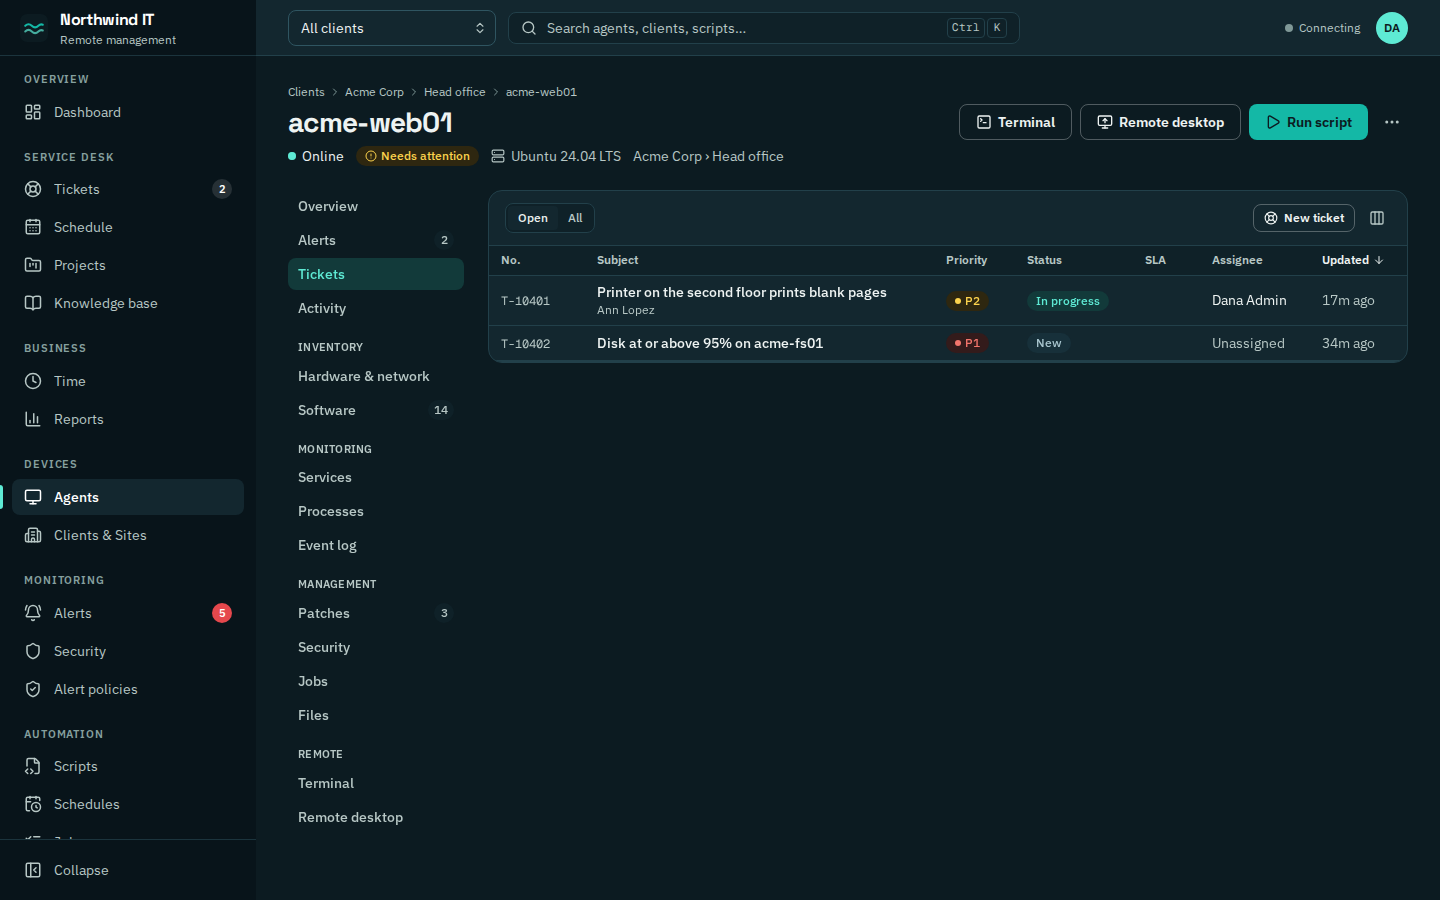 Northwind IT
Remote management
All clients
Search agents, clients, scripts...
Ctrl K
Connecting
DA
OVERVIEW
Dashboard
SERVICE DESK
Tickets 2
Schedule
Projects
Knowledge base
BUSINESS
Time
Reports
DEVICES
Agents
Clients & Sites
MONITORING
Alerts 5
Security
Alert policies
AUTOMATION
Scripts
Schedules
Collapse
Clients > Acme Corp > Head office > acme-web01
acme-web01
Terminal
Remote desktop
Run script
Online
Needs attention
Ubuntu 24.04 LTS
Acme Corp › Head office
Overview
Alerts 2
Tickets
Activity
INVENTORY
Hardware & network
Software 14
MONITORING
Services
Processes
Event log
MANAGEMENT
Patches 3
Security
Jobs
Files
REMOTE
Terminal
Remote desktop
Open All
New ticket
No. Subject Priority Status SLA Assignee Updated
T-10401 Printer on the second floor prints blank pages P2 In progress Dana Admin 17m ago
Ann Lopez
T-10402 Disk at or above 95% on acme-fs01 P1 New Unassigned 34m ago